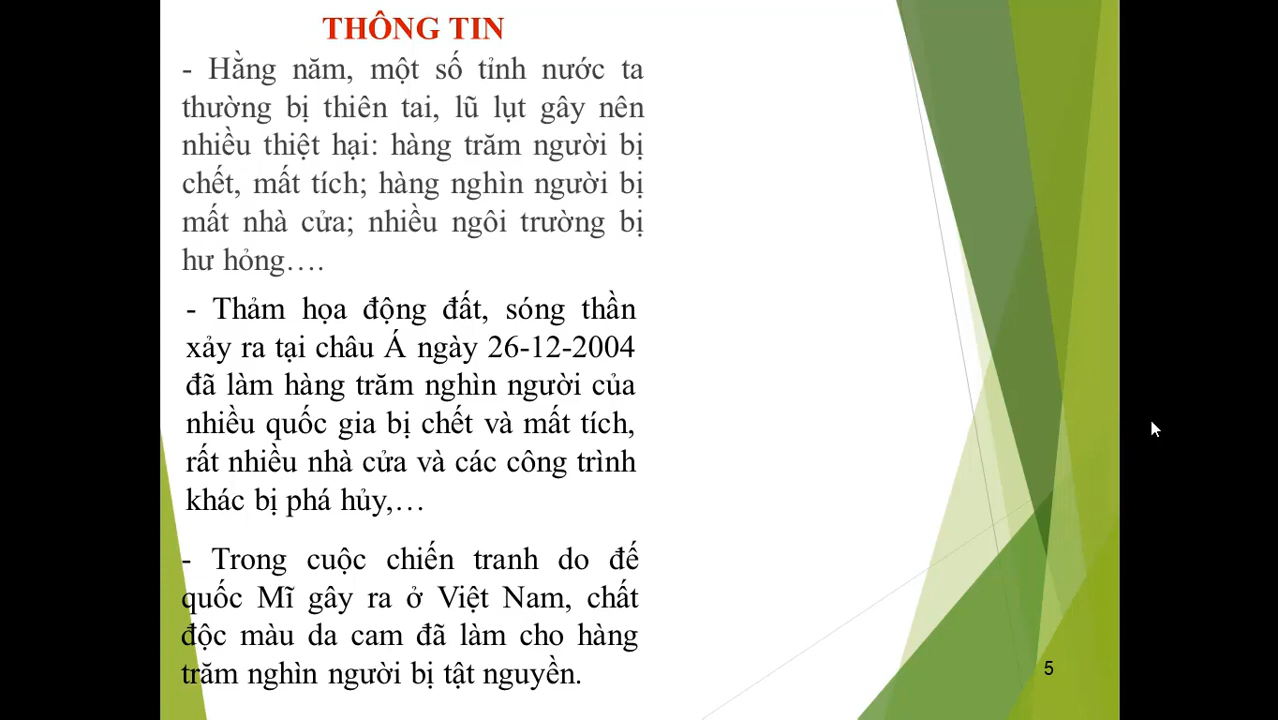 THÔNG TIN
- Hằng năm, một số tỉnh nước ta
thường bị thiên tai, lũ lụt gây nên
nhiều thiệt hại: hàng trăm người bị
chết, mất tích; hàng nghìn người bị
mất nhà cửa; nhiều ngôi trường bị
hư hỏng….
- Thảm họa động đất, sóng thần
xảy ra tại châu Á ngày 26-12-2004
đã làm hàng trăm nghìn người của
nhiều quốc gia bị chết và mất tích,
rất nhiều nhà cửa và các công trình
khác bị phá hủy,…
- Trong cuộc chiến tranh do đế
quốc Mĩ gây ra ở Việt Nam, chất
độc màu da cam đã làm cho hàng
trăm nghìn người bị tật nguyền.
5